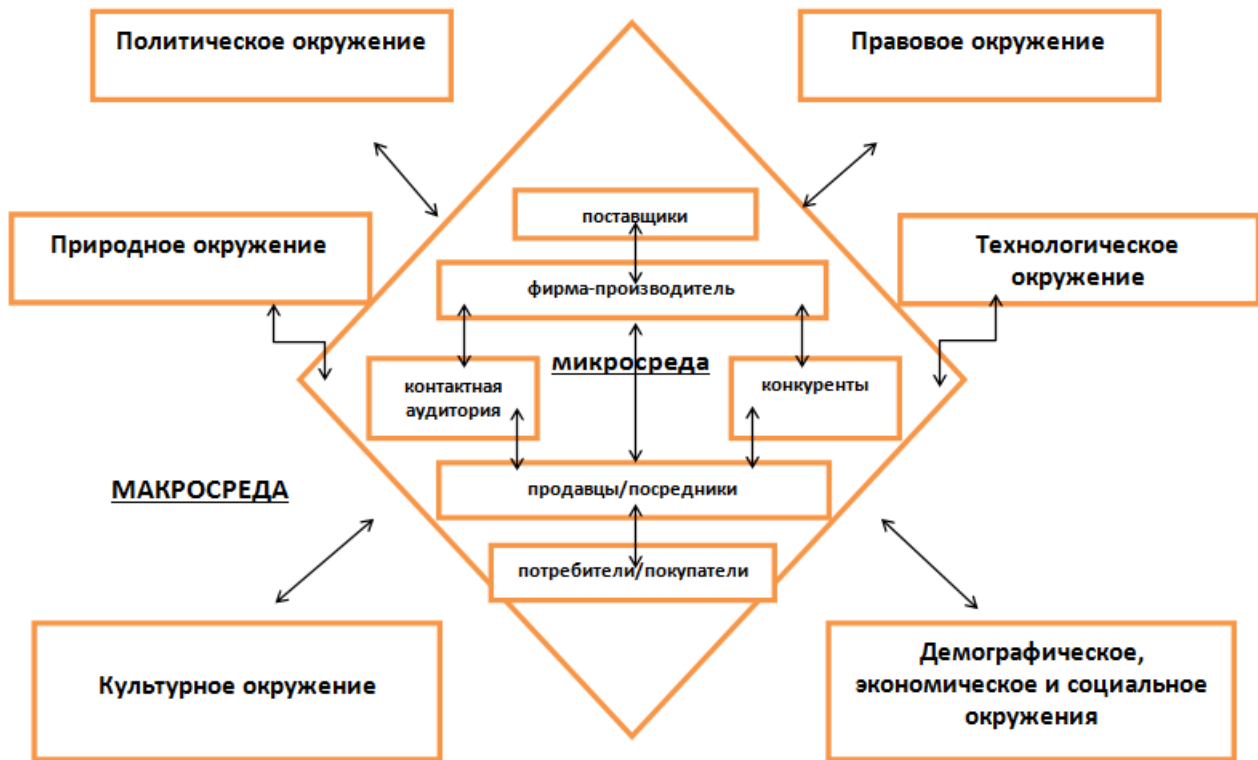 Политическое окружение
Правовое окружение
поставщики
Природное окружение
Технологическое
окружение
фирма-производитель
микросреда
контактная
аудитория
конкуренты
МАКРОСРЕДА
продавцы/посредники
потребители/покупатели
Культурное окружение
Демографическое,
экономическое и социальное
окружения